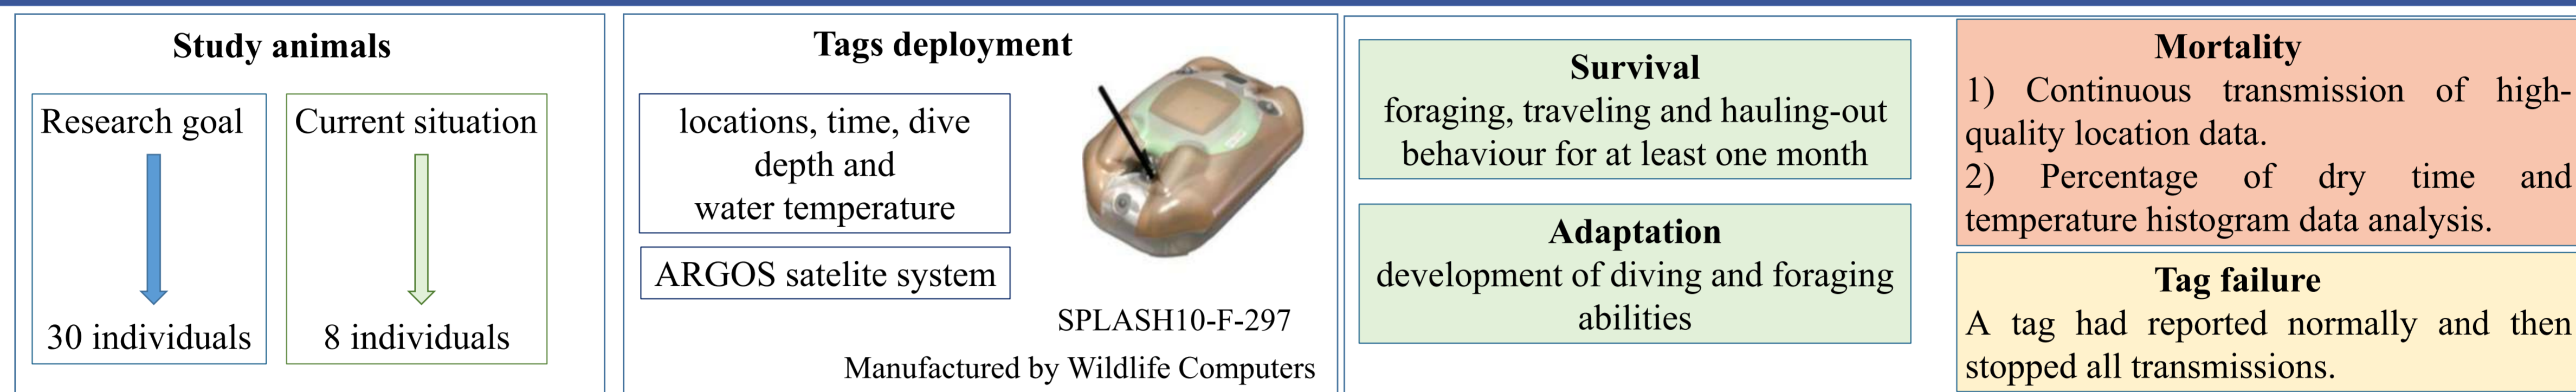 Study animals
Research goal
30 individuals
Current situation
8 individuals
Tags deployment
locations, time, dive
depth and
water temperature
ARGOS satelite system
SPLASH10-F-297
Manufactured by Wildlife Computers
Survival
foraging, traveling and hauling-out
behaviour for at least one month
Adaptation
development of diving and foraging
abilities
Mortality
1) Continuous transmission of high-
quality location data.
2) Percentage of dry time and
temperature histogram data analysis.
Tag failure
A tag had reported normally and then
stopped all transmissions.